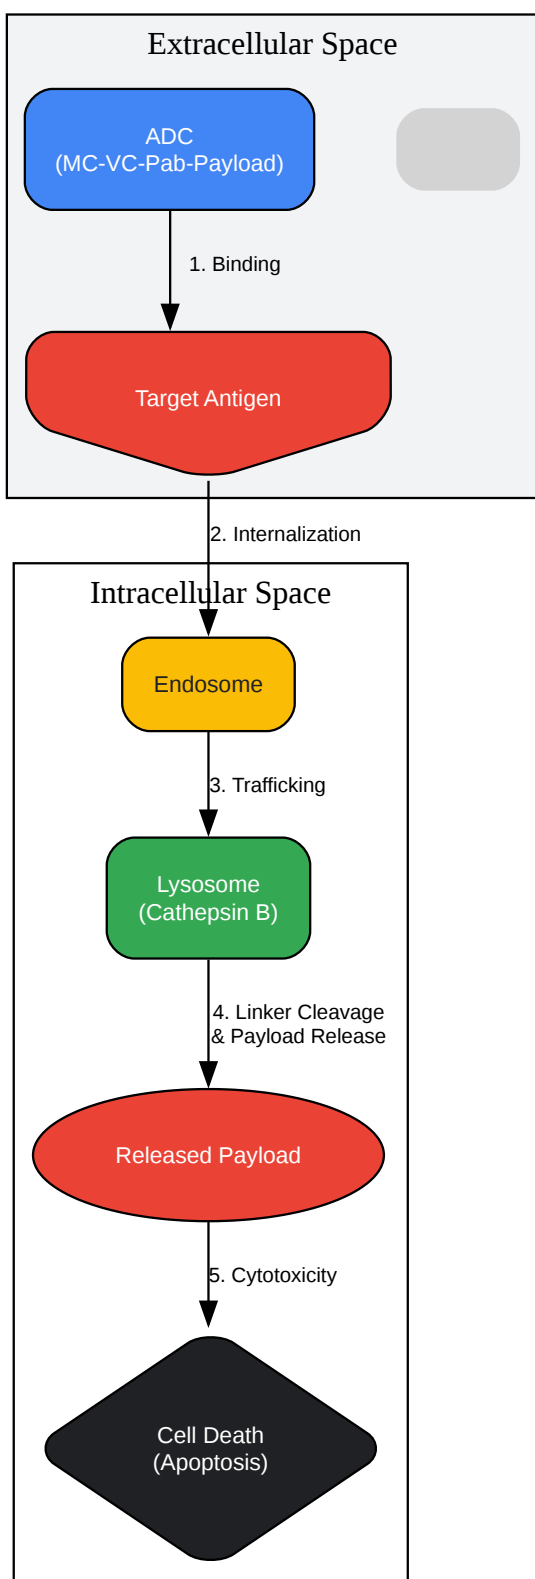 Extracellular Space
ADC
(MC-VC-Pab-Payload)
1. Binding
Target Antigen
2. Internalization
Intracellular Space
Endosome
3. Trafficking
Lysosome
(Cathepsin B)
4. Linker Cleavage
& Payload Release
Released Payload
5. Cytotoxicity
Cell Death
(Apoptosis)